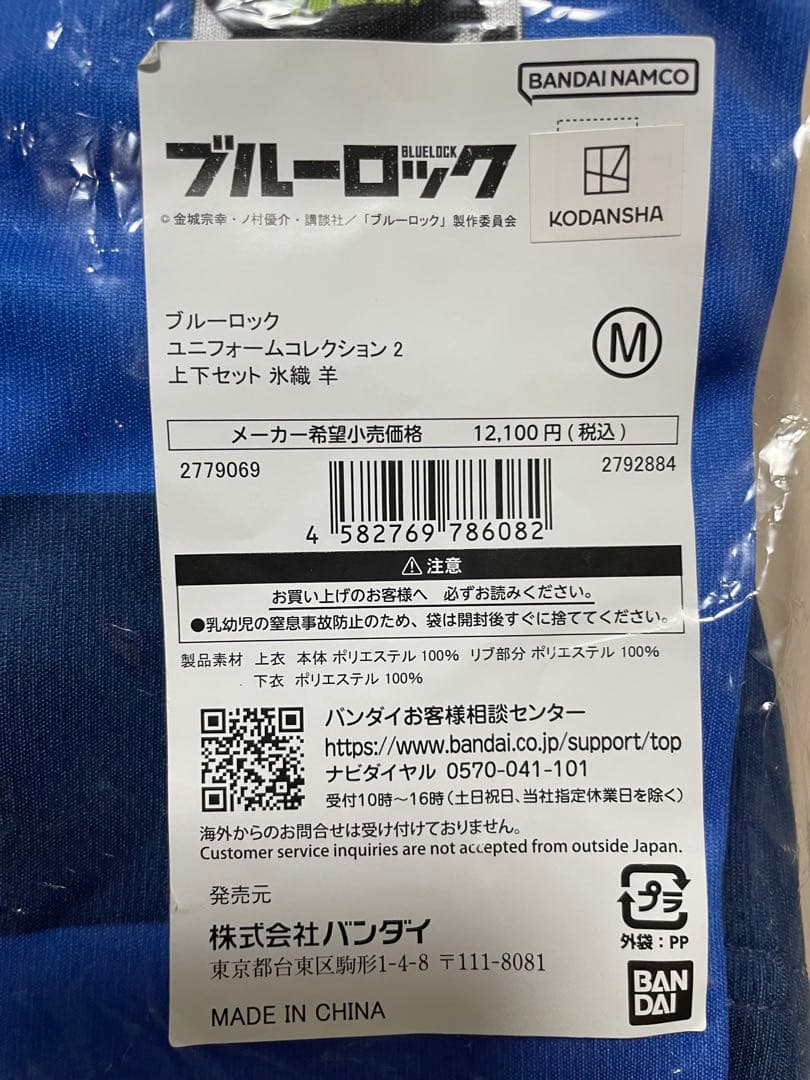 BANDAI NAMCO
ブルーロック
BLUELOCK
©金城宗幸・ノ村優介・講談社／「ブルーロック」製作委員会
KODANSHA
ブルーロック
ユニフォームコレクション 2
上下セット 氷織 羊
M
メーカー希望小売価格 12,100円(税込)
2779069 2792884
4 582769 786082
⚠注意
お買い上げのお客様へ 必ずお読みください。
●乳幼児の窒息事故防止のため、袋は開封後すぐに捨ててください。
製品素材 上衣 本体 ポリエステル 100% リブ部分 ポリエステル 100%
下衣 ポリエステル 100%
バンダイお客様相談センター
https://www.bandai.co.jp/support/top
ナビダイヤル 0570-041-101
受付10時～16時(土日祝日、当社指定休業日を除く)
海外からのお問合せは受け付けておりません。
Customer service inquiries are not accepted from outside Japan.
発売元
株式会社バンダイ
東京都台東区駒形1-4-8 〒111-8081
MADE IN CHINA
プラ
外袋：PP
BAN
DAI